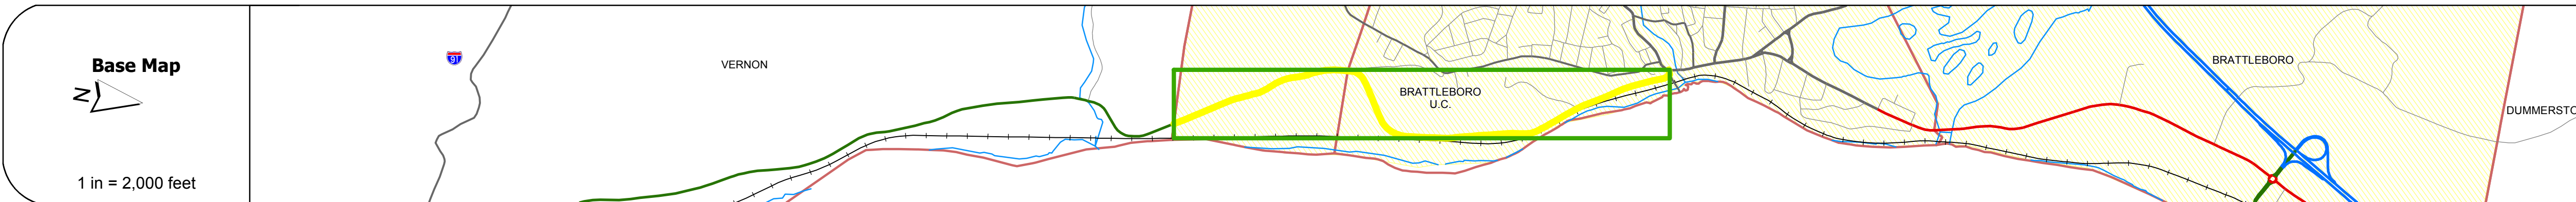 Base Map
N
1 in = 2,000 feet
91
VERNON
BRATTLEBORO
U.C.
BRATTLEBORO
DUMMERSTO